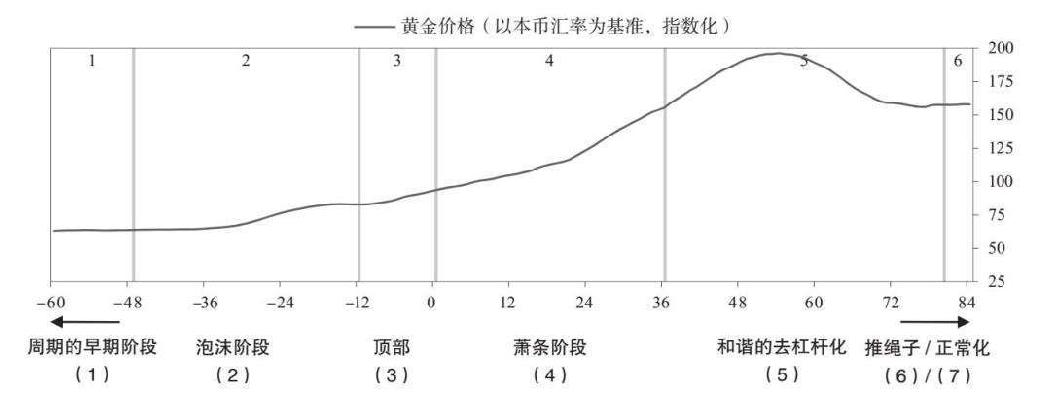 黄金价格（以本币汇率为基准，指数化）
1 2 3 4 5 6
200
175
150
125
100
75
50
25
−60 −48 −36 −24 −12 0 12 24 36 48 60 72 84
周期的早期阶段 泡沫阶段 顶部 萧条阶段 和谐的去杠杆化 推绳子/正常化
（1） （2） （3） （4） （5） （6）/（7）